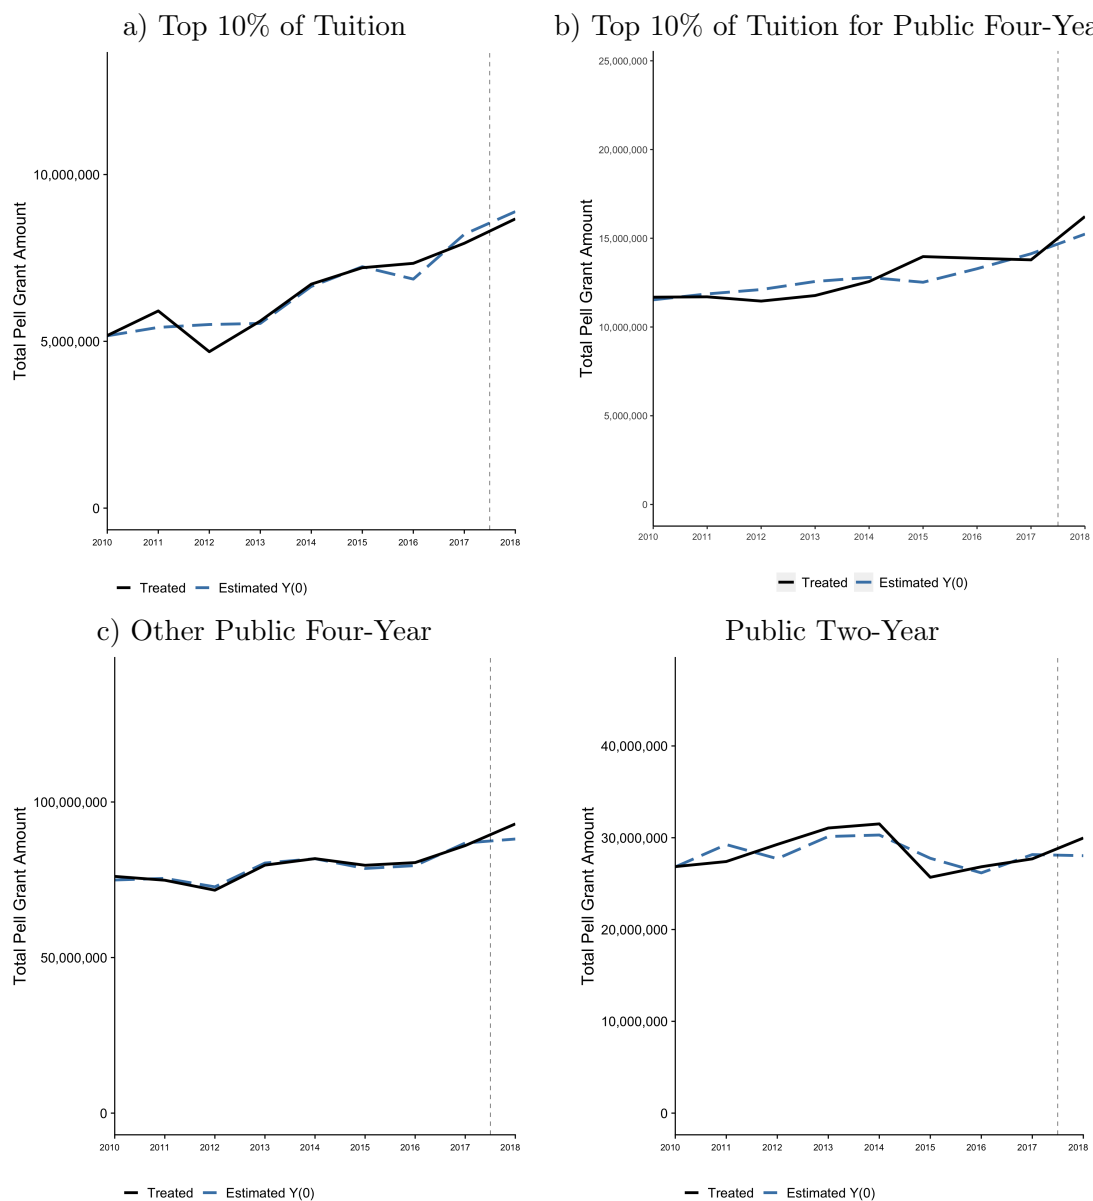 a) Top 10% of Tuition
Total Pell Grant Amount
10,000,000
5,000,000
0
2010 2011 2012 2013 2014 2015 2016 2017 2018
Treated Estimated Y(0)
b) Top 10% of Tuition for Public Four-Yea
Total Pell Grant Amount
25,000,000
20,000,000
15,000,000
10,000,000
5,000,000
0
2010 2011 2012 2013 2014 2015 2016 2017 2018
Treated Estimated Y(0)
c) Other Public Four-Year
Total Pell Grant Amount
100,000,000
50,000,000
0
2010 2011 2012 2013 2014 2015 2016 2017 2018
Treated Estimated Y(0)
Public Two-Year
Total Pell Grant Amount
40,000,000
30,000,000
20,000,000
10,000,000
0
2010 2011 2012 2013 2014 2015 2016 2017 2018
Treated Estimated Y(0)